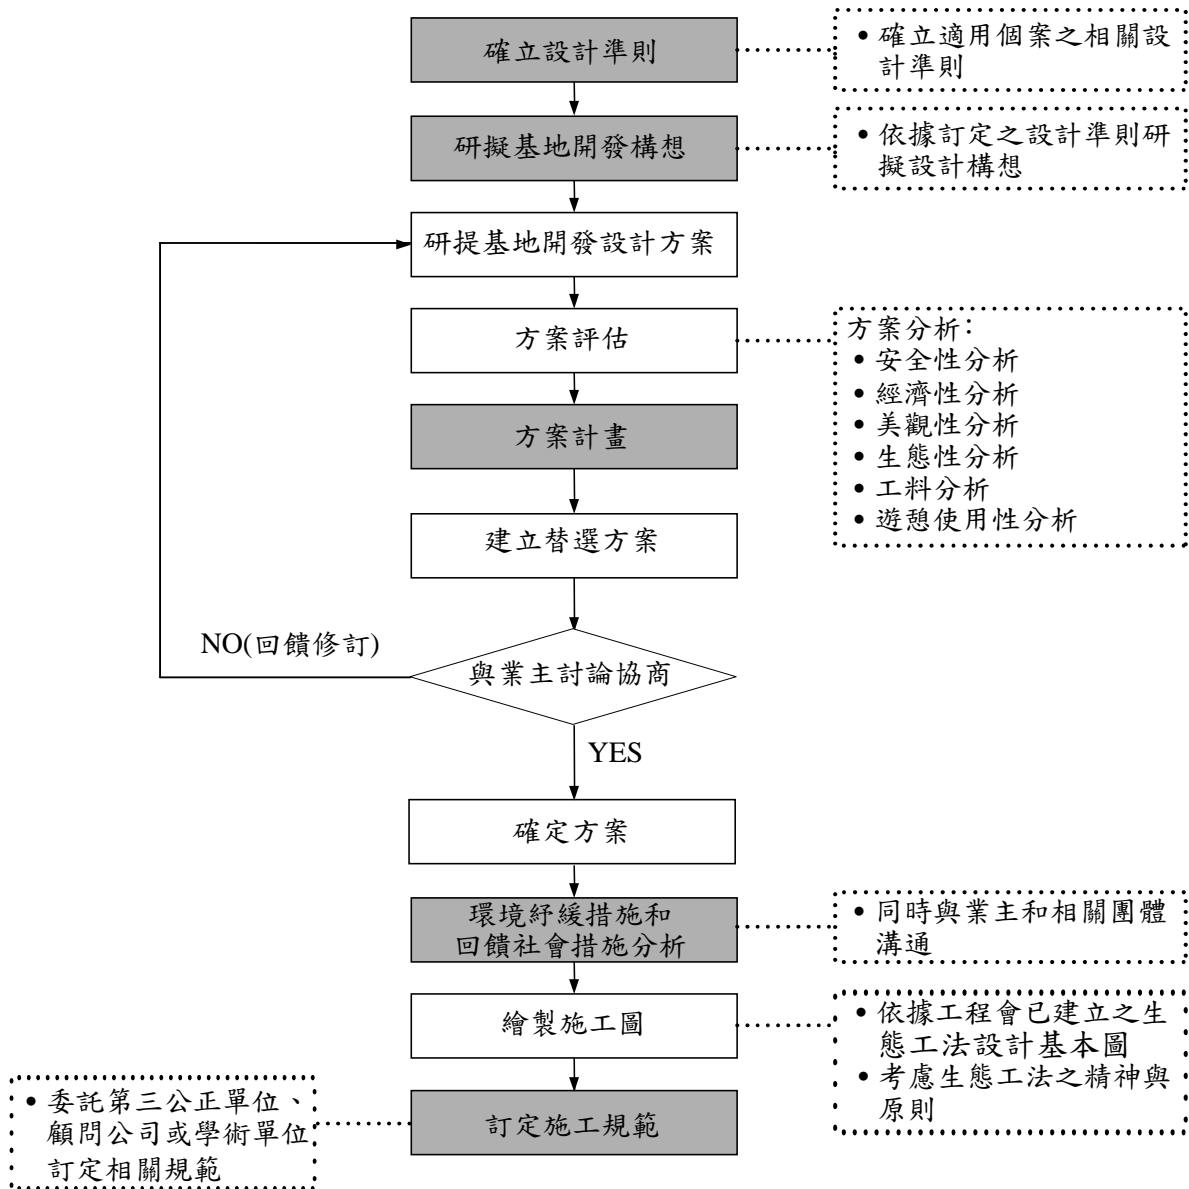 確立設計準則
• 確立適用個案之相關設
計準則
研擬基地開發構想
• 依據訂定之設計準則研
擬設計構想
研提基地開發設計方案
方案評估
方案分析:
• 安全性分析
• 經濟性分析
• 美觀性分析
• 生態性分析
• 工料分析
• 遊憩使用性分析
方案計畫
建立替選方案
NO(回饋修訂)
與業主討論協商
YES
確定方案
環境紓緩措施和
回饋社會措施分析
• 同時與業主和相關團體
溝通
繪製施工圖
• 依據工程會已建立之生
態工法設計基本圖
• 考慮生態工法之精神與
原則
訂定施工規範
• 委託第三公正單位、
顧問公司或學術單位
訂定相關規範